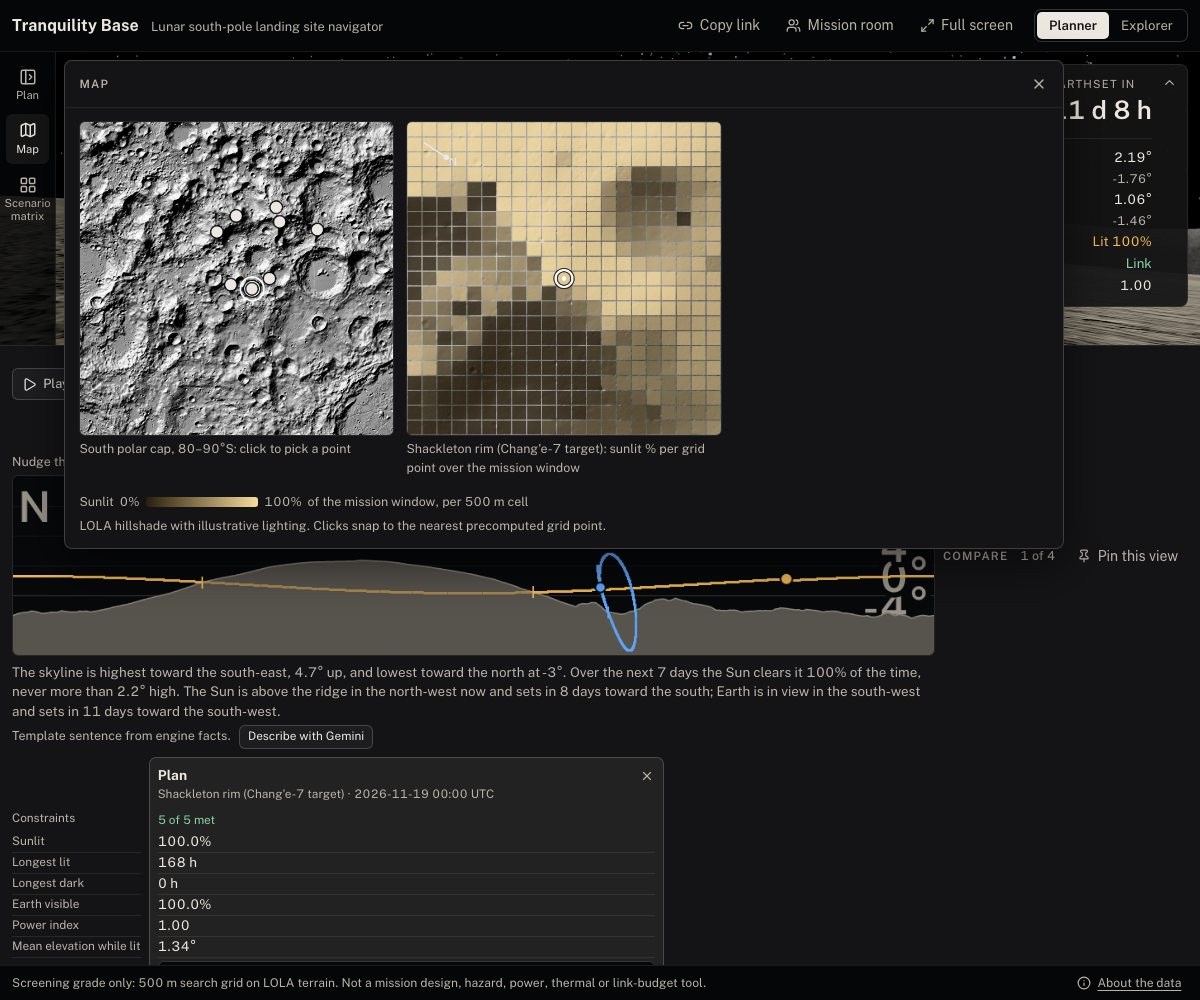 Tranquility Base
Lunar south-pole landing site navigator
Copy link
Mission room
Full screen
Planner
Explorer
Plan
Map
Scenario
matrix
MAP
South polar cap, 80–90°S: click to pick a point
Shackleton rim (Chang'e-7 target): sunlit % per grid
point over the mission window
Sunlit 0% 100% of the mission window, per 500 m cell
LOLA hillshade with illustrative lighting. Clicks snap to the nearest precomputed grid point.
IN
d 8 h
2.19°
-1.76°
1.06°
-1.46°
Lit 100%
Link
1.00
Nudge
N
4°
0°
-4°
COMPARE 1 of 4
Pin this view
The skyline is highest toward the south-east, 4.7° up, and lowest toward the north at -3°. Over the next 7 days the Sun clears it 100% of the time,
never more than 2.2° high. The Sun is above the ridge in the north-west now and sets in 8 days toward the south; Earth is in view in the south-west
and sets in 11 days toward the south-west.
Template sentence from engine facts.
Describe with Gemini
Plan
Shackleton rim (Chang'e-7 target) · 2026-11-19 00:00 UTC
Constraints 5 of 5 met
Sunlit 100.0%
Longest lit 168 h
Longest dark 0 h
Earth visible 100.0%
Power index 1.00
Mean elevation while lit 1.34°
Screening grade only: 500 m search grid on LOLA terrain. Not a mission design, hazard, power, thermal or link-budget tool.
About the data